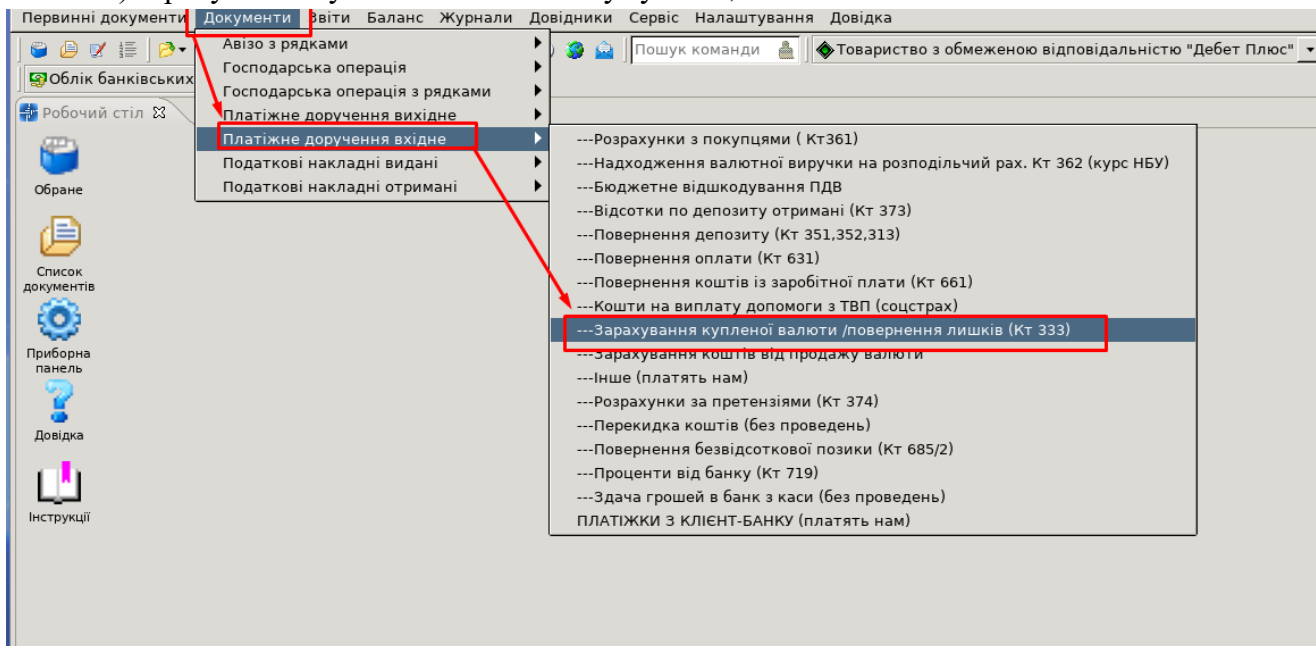 Первинні документи Документи Звіти Баланс Журнали Довідники Сервіс Налаштування Довідка
Пошук команди Товариство з обмеженою відповідальністю "Дебет Плюс"
Облік банківських
Робочий стіл
Авізо з рядками
Господарська операція
Господарська операція з рядками
Платіжне доручення вихідне
Платіжне доручення вхідне
Податкові накладні видані
Податкові накладні отримані
---Розрахунки з покупцями ( Кт361)
---Надходження валютної виручки на розподільчий рах. Кт 362 (курс НБУ)
---Бюджетне відшкодування ПДВ
---Відсотки по депозиту отримані (Кт 373)
---Повернення депозиту (Кт 351,352,313)
---Повернення оплати (Кт 631)
---Повернення коштів із заробітної плати (Кт 661)
---Кошти на виплату допомоги з ТВП (соцстрах)
---Зарахування купленої валюти /повернення лишків (Кт 333)
---Зарахування коштів від продажу валюти
---Інше (платять нам)
---Розрахунки за претензіями (Кт 374)
---Перекидка коштів (без проведень)
---Повернення безвідсоткової позики (Кт 685/2)
---Проценти від банку (Кт 719)
---Здача грошей в банк з каси (без проведень)
ПЛАТІЖКИ З КЛІЄНТ-БАНКУ (платять нам)
Обране
Список
документів
Приборна
панель
Довідка
Інструкції